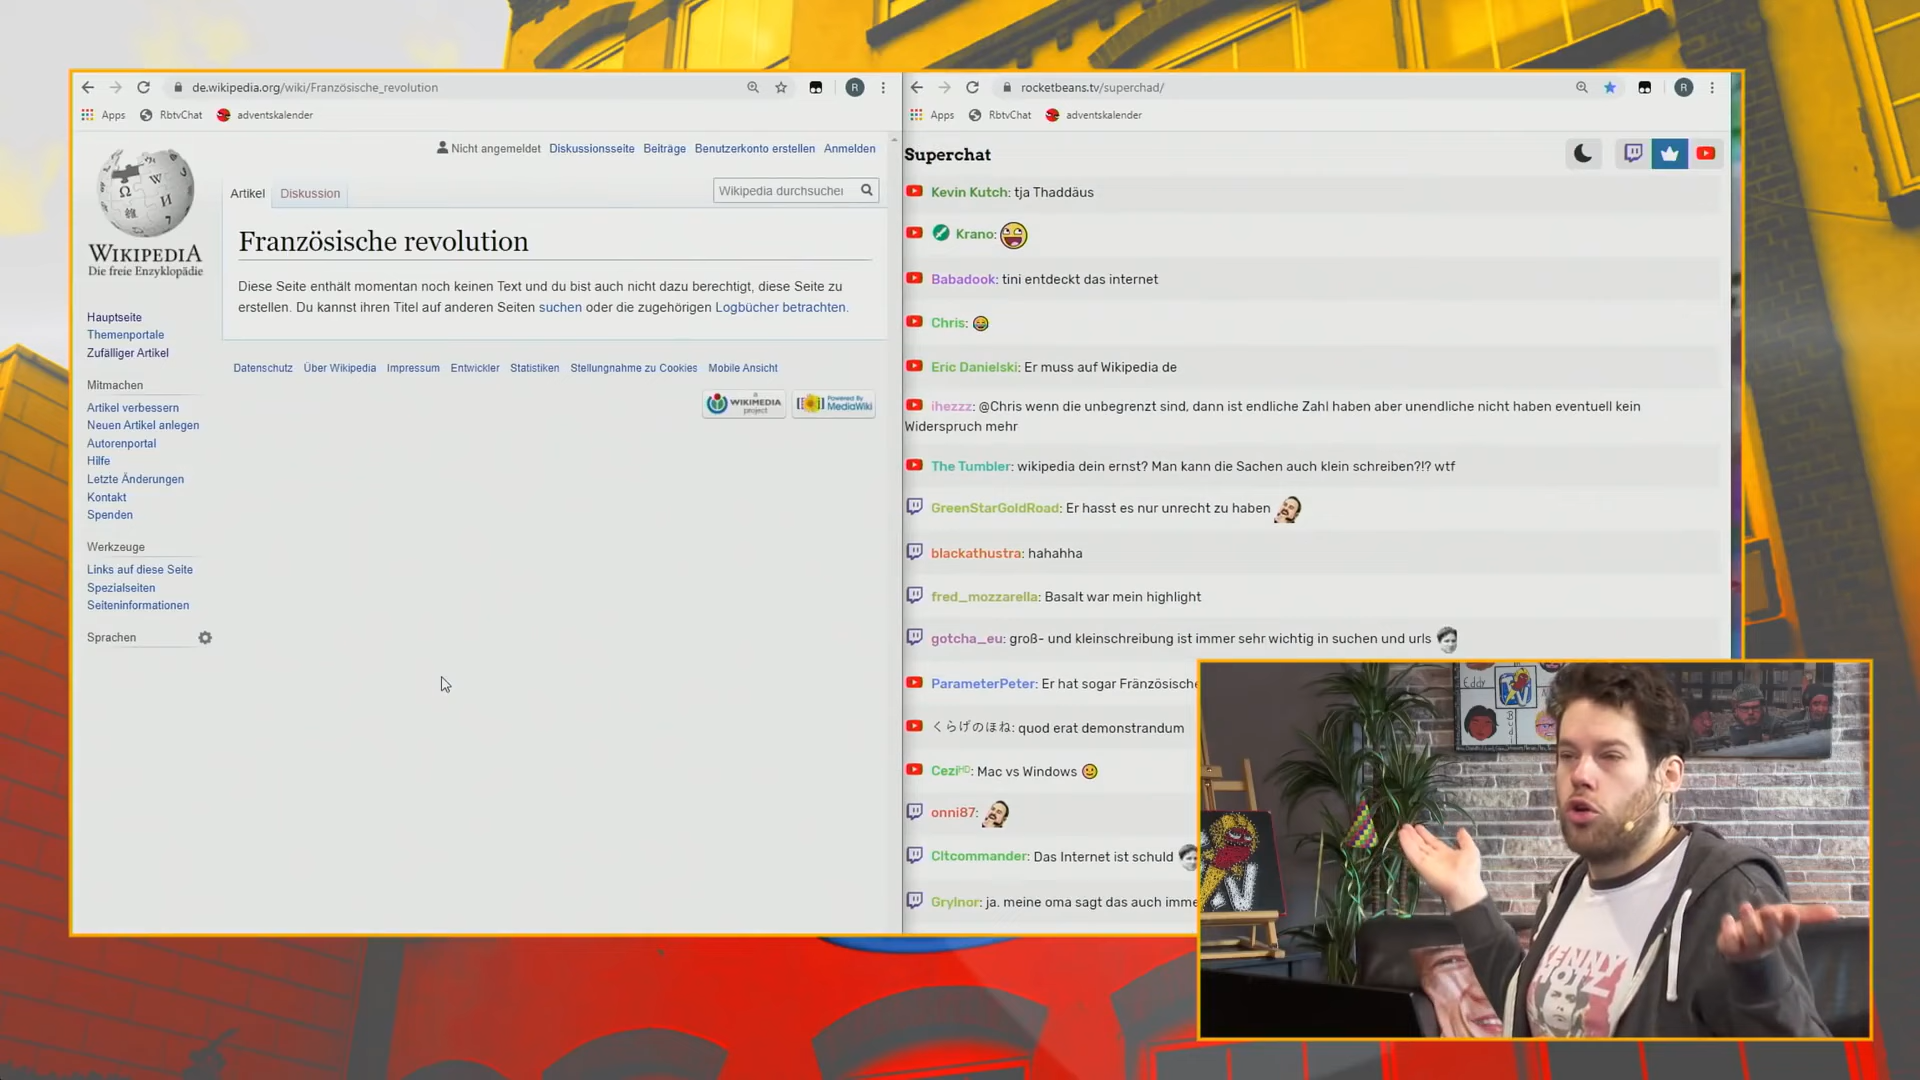 de.wikipedia.org/wiki/Französische_revolution
Apps RbtvChat adventskalender
WIKIPEDIA
Die freie Enzyklopädie
Nicht angemeldet Diskussionsseite Beiträge Benutzerkonto erstellen Anmelden
Artikel Diskussion
Wikipedia durchsuchen
Französische revolution
Diese Seite enthält momentan noch keinen Text und du bist auch nicht dazu berechtigt, diese Seite zu
erstellen. Du kannst ihren Titel auf anderen Seiten suchen oder die zugehörigen Logbücher betrachten.
Datenschutz Über Wikipedia Impressum Entwickler Statistiken Stellungnahme zu Cookies Mobile Ansicht
a WIKIMEDIA project
Powered By MediaWiki
Hauptseite
Themenportale
Zufälliger Artikel
Mitmachen
Artikel verbessern
Neuen Artikel anlegen
Autorenportal
Hilfe
Letzte Änderungen
Kontakt
Spenden
Werkzeuge
Links auf diese Seite
Spezialseiten
Seiteninformationen
Sprachen
R
rocketbeans.tv/superchad/
R
Apps RbtvChat adventskalender
Superchat
Kevin Kutch: tja Thaddäus
Krano:
Babadook: tini entdeckt das internet
Chris:
Eric Danielski: Er muss auf Wikipedia de
ihezzz: @Chris wenn die unbegrenzt sind, dann ist endliche Zahl haben aber unendliche nicht haben eventuell kein
Widerspruch mehr
The Tumbler: wikipedia dein ernst? Man kann die Sachen auch klein schreiben?!? wtf
GreenStarGoldRoad: Er hasst es nur unrecht zu haben
blackathustra: hahahha
fred_mozzarella: Basalt war mein highlight
gotcha_eu: groß- und kleinschreibung ist immer sehr wichtig in suchen und urls
ParameterPeter: Er hat sogar Fränzösische
くらげのほね: quod erat demonstrandum
Cezi HD: Mac vs Windows
onni87:
Cltcommander: Das Internet ist schuld
Grylnor: ja. meine oma sagt das auch imme
Eddy
KENNY
HOTZ